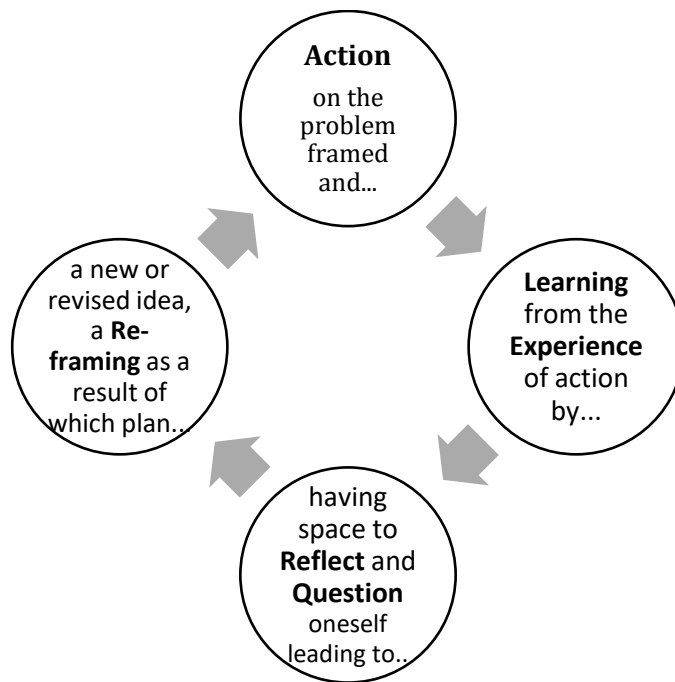 Action
on the
problem
framed
and...
Learning
from the
Experience
of action
by...
having
space to
Reflect and
Question
oneself
leading to..
a new or
revised idea,
a Re-
framing as a
result of
which plan...